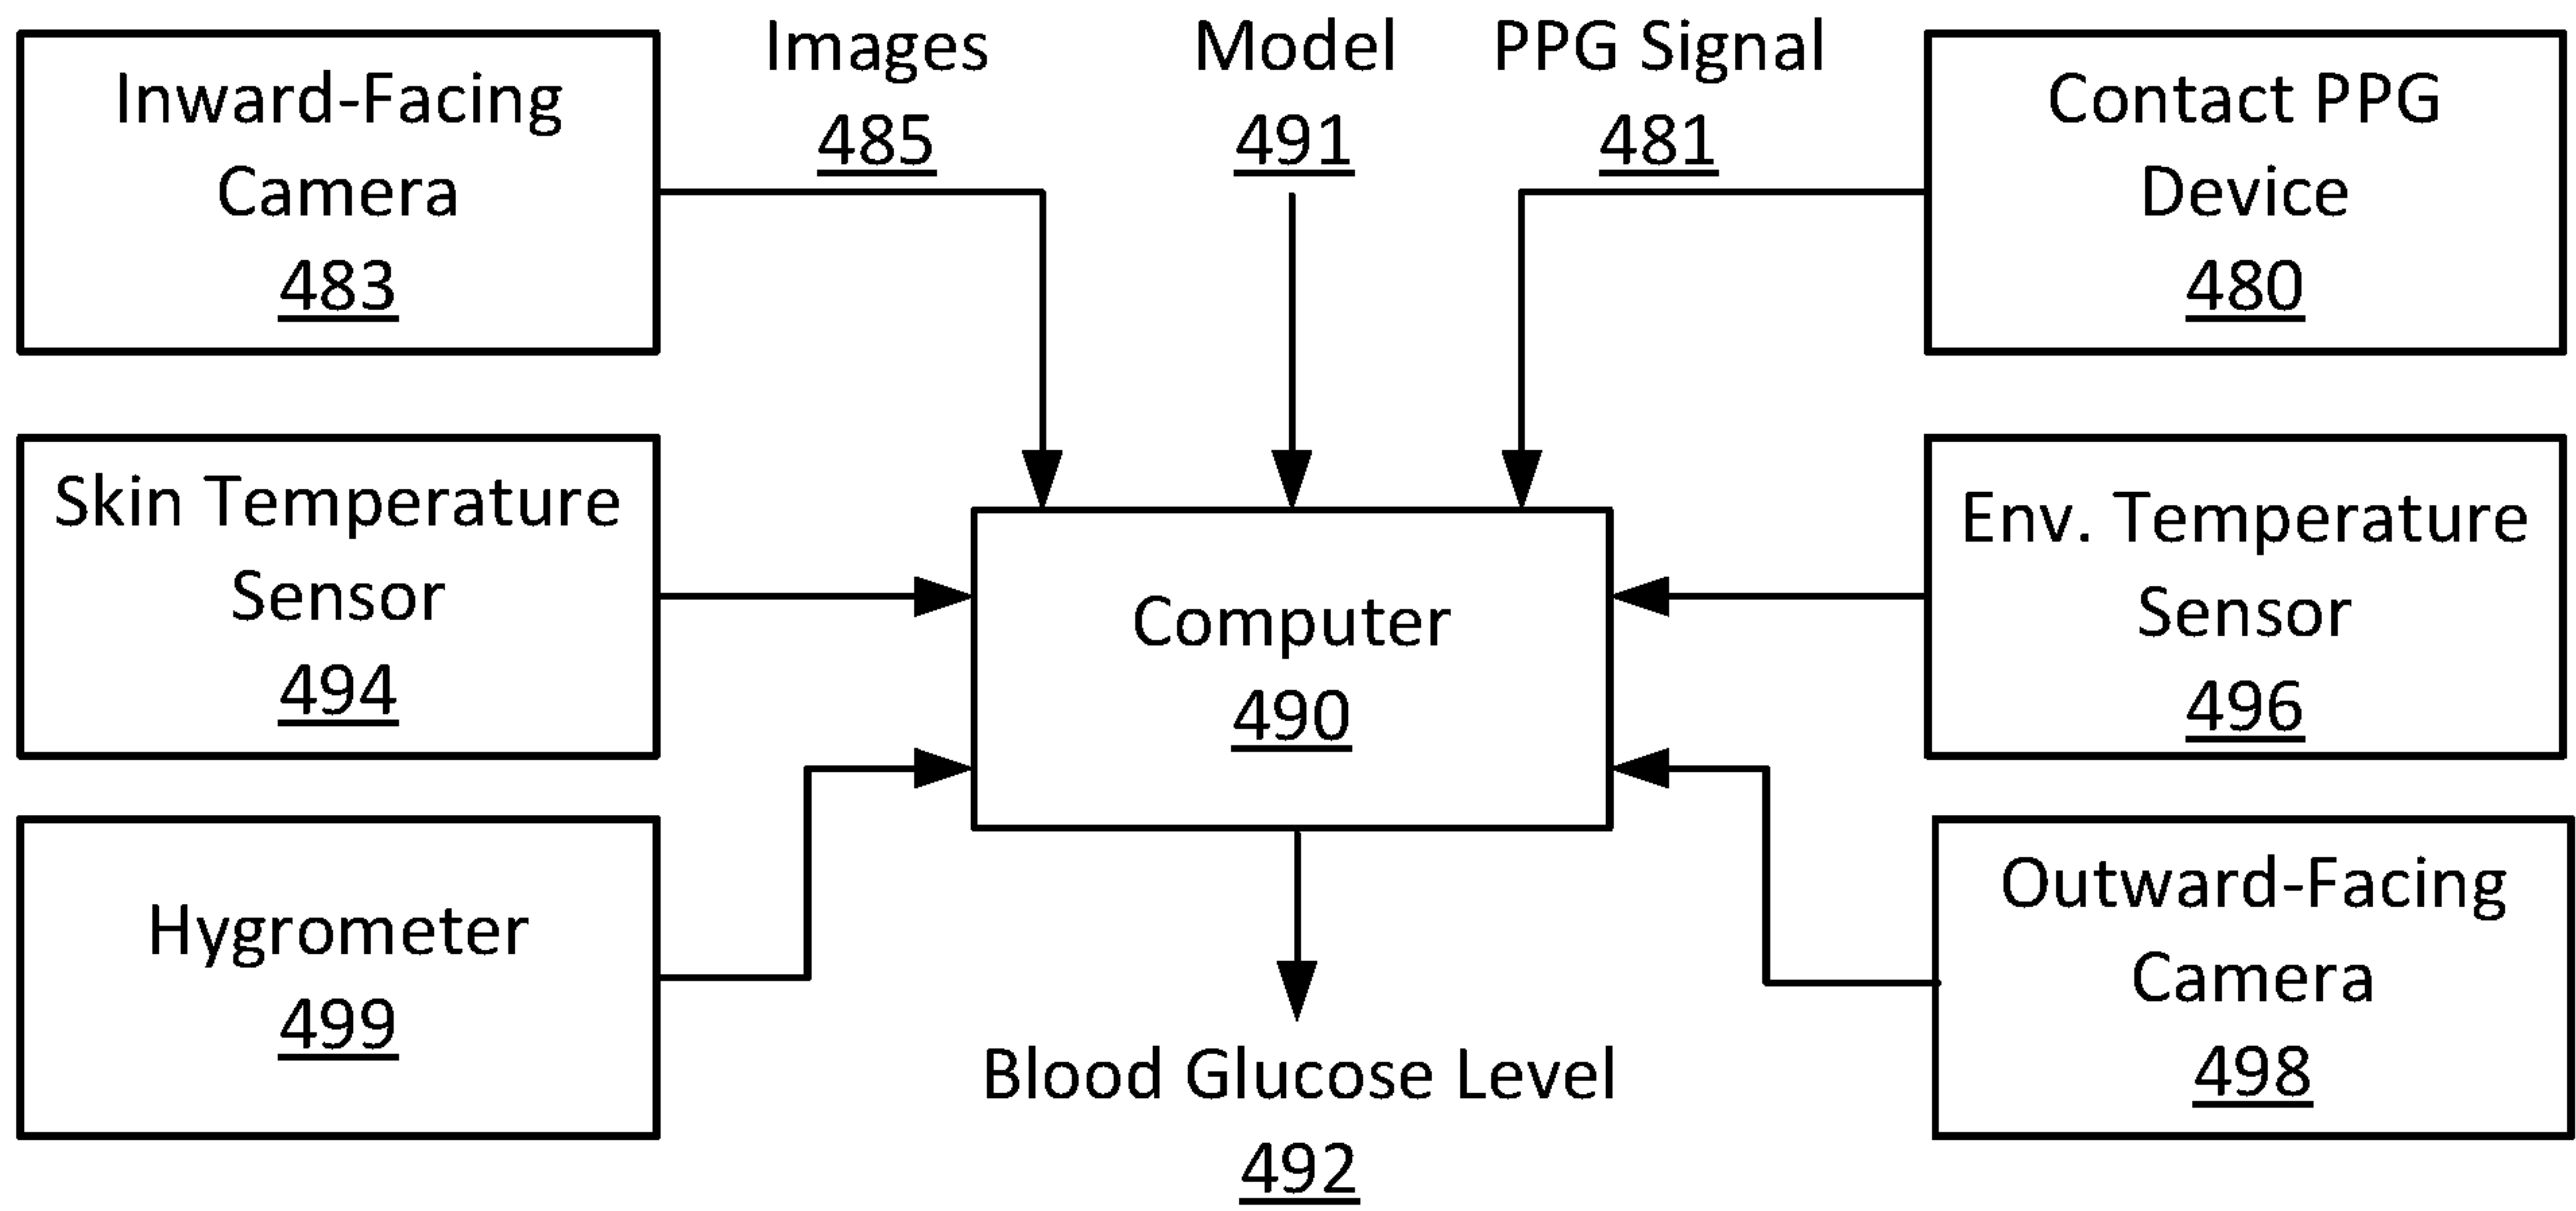 Inward-Facing
Camera
483
Images
485
Model
491
PPG Signal
481
Contact PPG
Device
480
Skin Temperature
Sensor
494
Computer
490
Env. Temperature
Sensor
496
Hygrometer
499
Blood Glucose Level
492
Outward-Facing
Camera
498